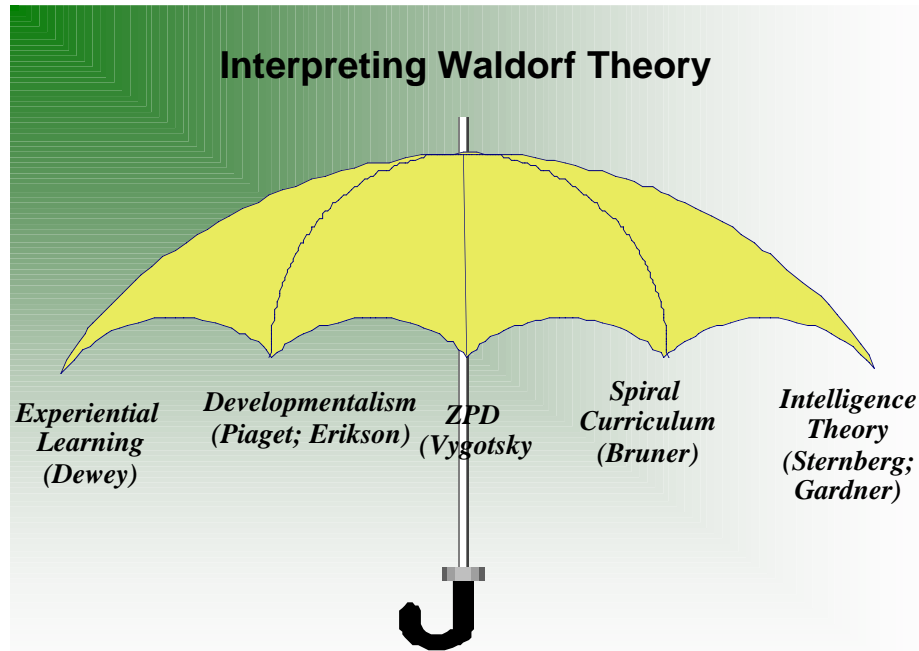 Interpreting Waldorf Theory
Experiential
Learning
(Dewey)
Developmentalism
(Piaget; Erikson)
ZPD
(Vygotsky
Spiral
Curriculum
(Bruner)
Intelligence
Theory
(Sternberg;
Gardner)